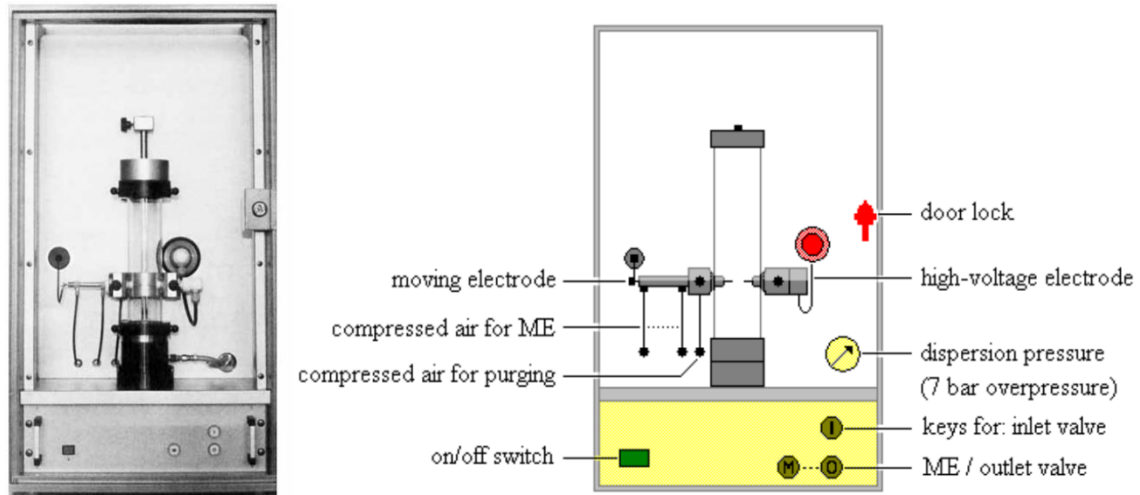 door lock
moving electrode
high-voltage electrode
compressed air for ME
compressed air for purging
dispersion pressure
(7 bar overpressure)
keys for: inlet valve
I
on/off switch
M
O
ME / outlet valve